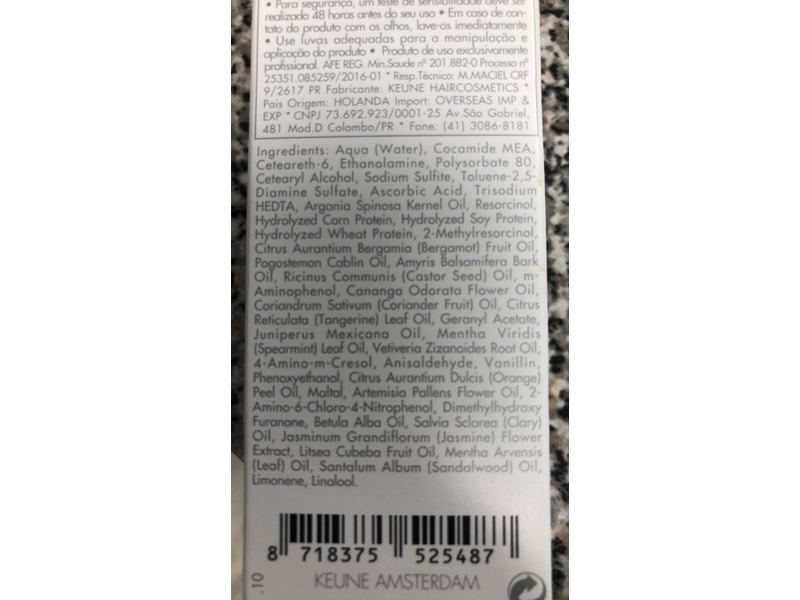 • Para segurança, um teste de sensibilidade deve ser
realizado 48 horas antes do seu uso • Em caso de con-
tato do produto com os olhos, lave-os imediatamente
• Use luvas adequadas para a manipulação e
aplicação do produto • Produto de uso exclusivamente
profissional. AFE REG. Min.Saude nº 201.882-0 Processo nº
25351.085259/2016-01 * Resp.Técnico: M.MACIEL CRF
9/2617 PR Fabricante: KEUNE HAIRCOSMETICS *
Pais Origem: HOLANDA Import: OVERSEAS IMP &
EXP * CNPJ 73.692.923/0001-25 Av.São Gabriel,
481 Mod.D Colombo/PR * Fone: (41) 3086-8181
Ingredients: Aqua (Water), Cocamide MEA,
Ceteareth-6, Ethanolamine, Polysorbate 80,
Cetearyl Alcohol, Sodium Sulfite, Toluene-2,5-
Diamine Sulfate, Ascorbic Acid, Trisodium
HEDTA, Argania Spinosa Kernel Oil, Resorcinol,
Hydrolyzed Corn Protein, Hydrolyzed Soy Protein,
Hydrolyzed Wheat Protein, 2-Methylresorcinol,
Citrus Aurantium Bergamia (Bergamot) Fruit Oil,
Pogostemon Cablin Oil, Amyris Balsamifera Bark
Oil, Ricinus Communis (Castor Seed) Oil, m-
Aminophenol, Cananga Odorata Flower Oil,
Coriandrum Sativum (Coriander Fruit) Oil, Citrus
Reticulata (Tangerine) Leaf Oil, Geranyl Acetate,
Juniperus Mexicana Oil, Mentha Viridis
(Spearmint) Leaf Oil, Vetiveria Zizanoides Root Oil,
4-Amino-m-Cresol, Anisaldehyde, Vanillin,
Phenoxyethanol, Citrus Aurantium Dulcis (Orange)
Peel Oil, Maltol, Artemisia Pallens Flower Oil, 2-
Amino-6-Chloro-4-Nitrophenol, Dimethylhydroxy
Furanone, Betula Alba Oil, Salvia Sclarea (Clary)
Oil, Jasminum Grandiflorum (Jasmine) Flower
Extract, Litsea Cubeba Fruit Oil, Mentha Arvensis
(Leaf) Oil, Santalum Album (Sandalwood) Oil,
Limonene, Linalool.
8 718375 525487
.10 KEUNE AMSTERDAM